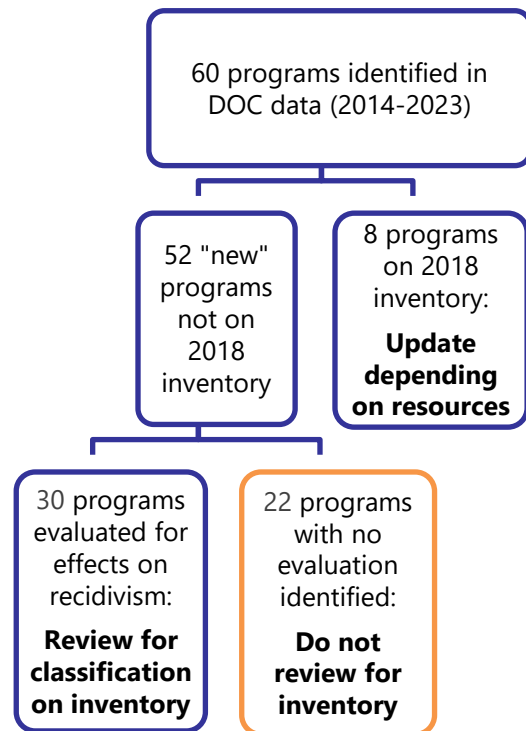 60 programs identified in
DOC data (2014-2023)
52 "new"
programs
not on
2018
inventory
8 programs
on 2018
inventory:
Update
depending
on resources
30 programs
evaluated for
effects on
recidivism:
Review for
classification
on inventory
22 programs
with no
evaluation
identified:
Do not
review for
inventory